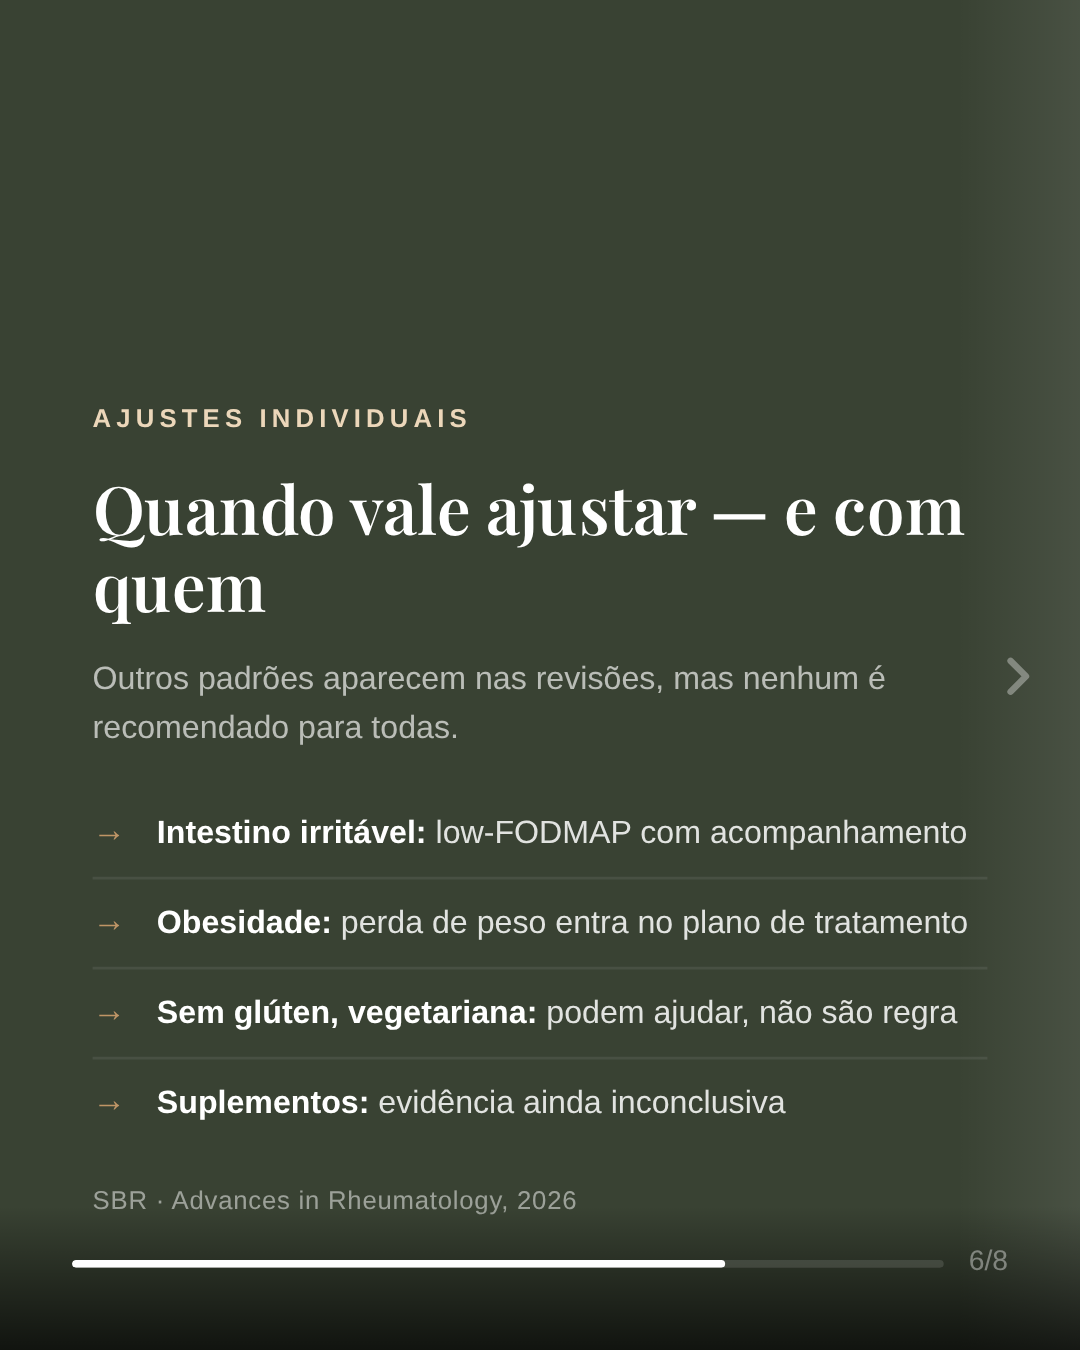 AJUSTES INDIVIDUAIS
Quando vale ajustar — e com
quem
Outros padrões aparecem nas revisões, mas nenhum é
recomendado para todas.
→ Intestino irritável: low-FODMAP com acompanhamento
→ Obesidade: perda de peso entra no plano de tratamento
→ Sem glúten, vegetariana: podem ajudar, não são regra
→ Suplementos: evidência ainda inconclusiva
SBR · Advances in Rheumatology, 2026
6/8